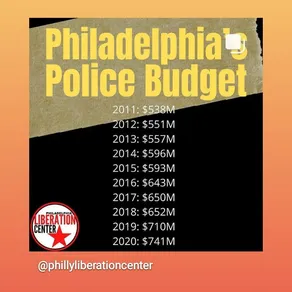 Philadelphia's
Police Budget
2011: $538M
2012: $551M
2013: $557M
2014: $596M
2015: $593M
2016: $643M
2017: $650M
2018: $652M
2019: $710M
2020: $741M
PHILADELPHIA
LIBERATION
CENTER
@phillyliberationcenter